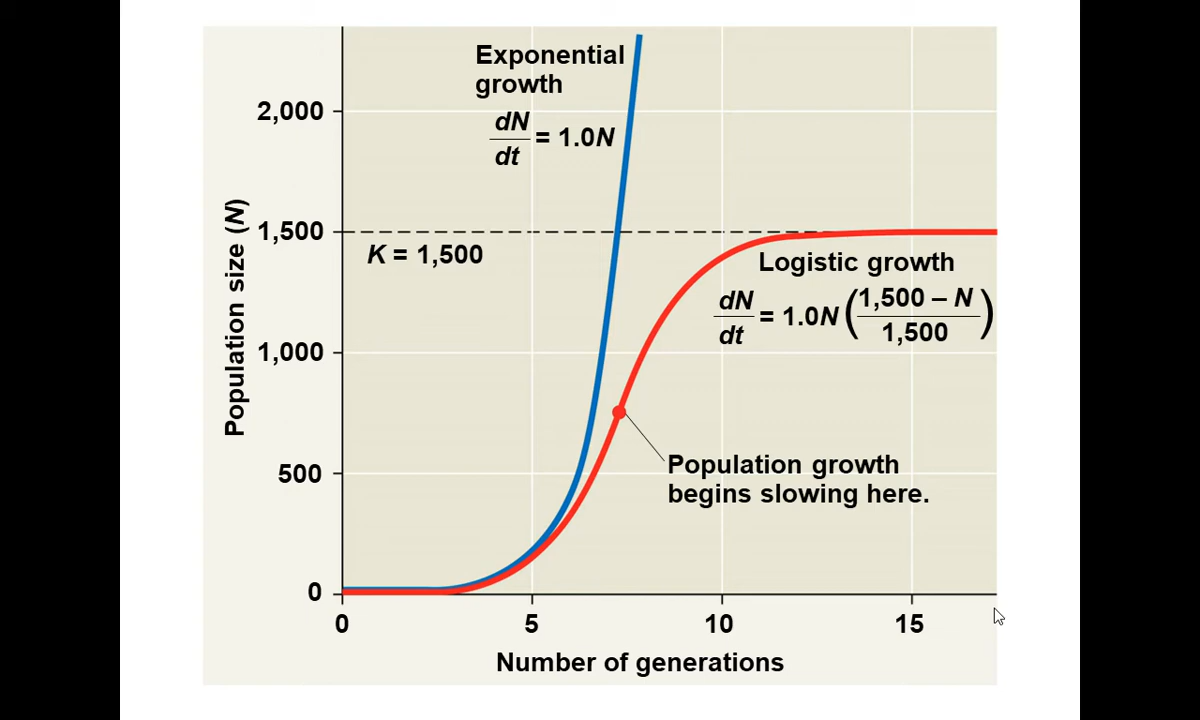 Exponential
growth
dN
dt
= 1.0N
2,000
1,500
K = 1,500
Logistic growth
dN
dt
= 1.0N
(1,500 – N
1,500)
1,000
Population size (N)
500
Population growth
begins slowing here.
0
0 5 10 15
Number of generations